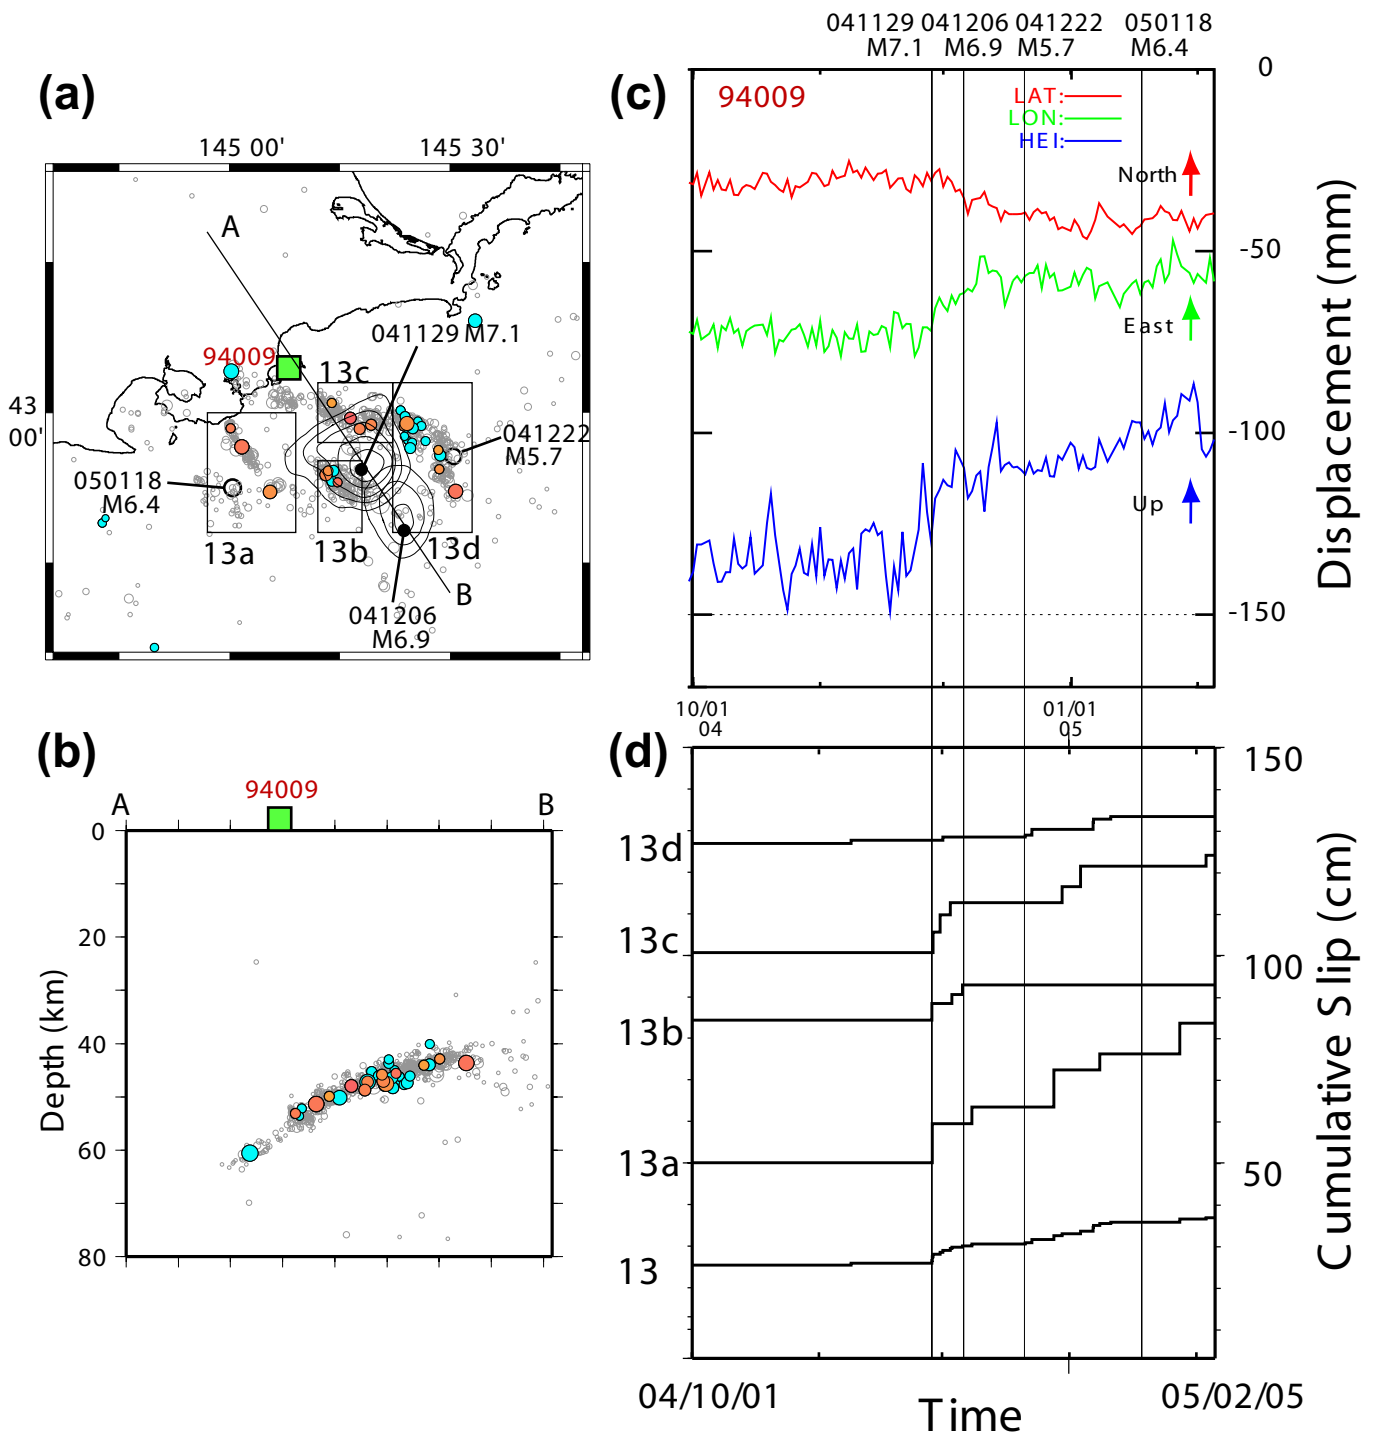 (a)
145 00'
145 30'
A
041129 M7.1
94009
13c
43
00'
041222
M5.7
050118
M6.4
13a
13b
13d
B
041206
M6.9
(b)
94009
A
B
0
20
40
60
80
Depth (km)
041129 041206 041222 050118
M7.1 M6.9 M5.7 M6.4
(c)
94009
LAT:
LON:
HEI:
North
East
Up
0
-50
-100
-150
Displacement (mm)
10/01
04
01/01
05
(d)
13d
13c
13b
13a
13
150
100
50
Cumulative Slip (cm)
04/10/01
05/02/05
Time